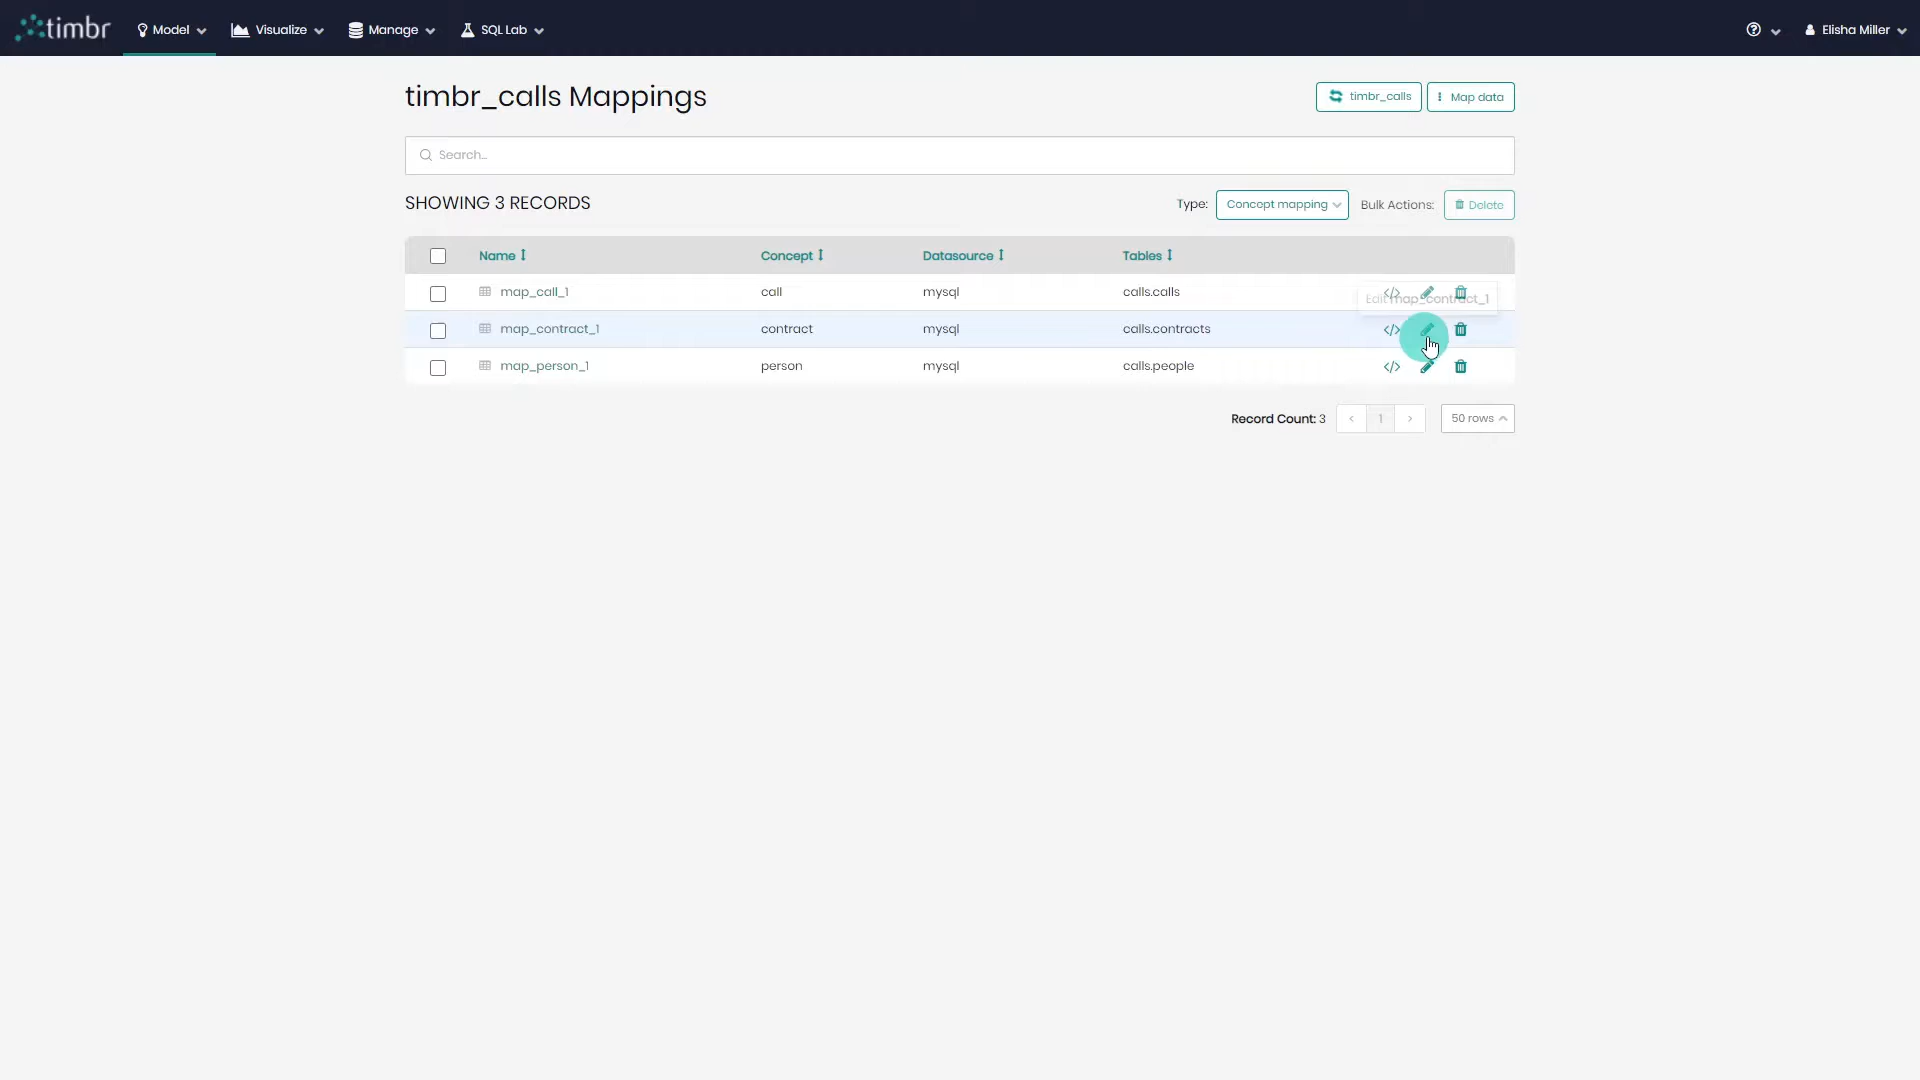 timbr Model Visualize Manage SQL Lab Elisha Miller
timbr_calls Mappings timbr_calls Map data
Search...
SHOWING 3 RECORDS Type: Concept mapping Bulk Actions: Delete
Name Concept Datasource Tables
map_call_1 call mysql calls.calls
Edit map_contract_1
map_contract_1 contract mysql calls.contracts
map_person_1 person mysql calls.people
Record Count: 3 < 1 > 50 rows